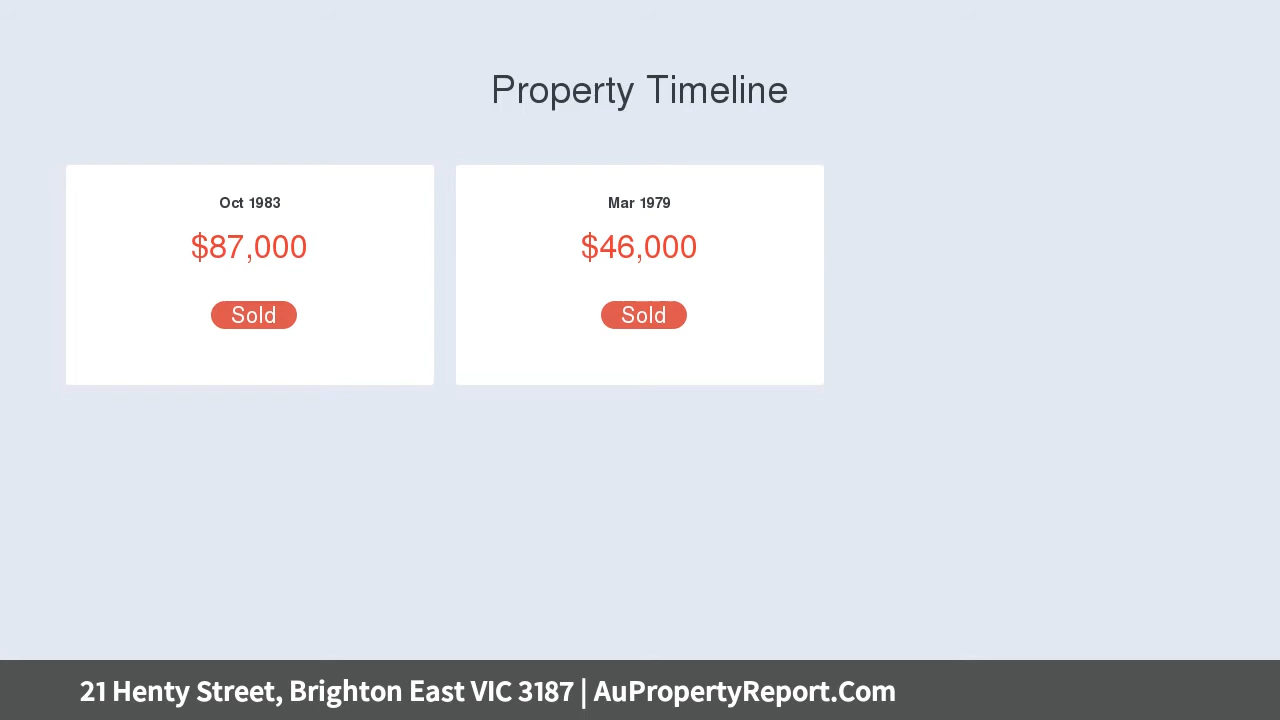 Property Timeline
Oct 1983
$87,000
Sold
Mar 1979
$46,000
Sold
21 Henty Street, Brighton East VIC 3187 | AuPropertyReport.Com